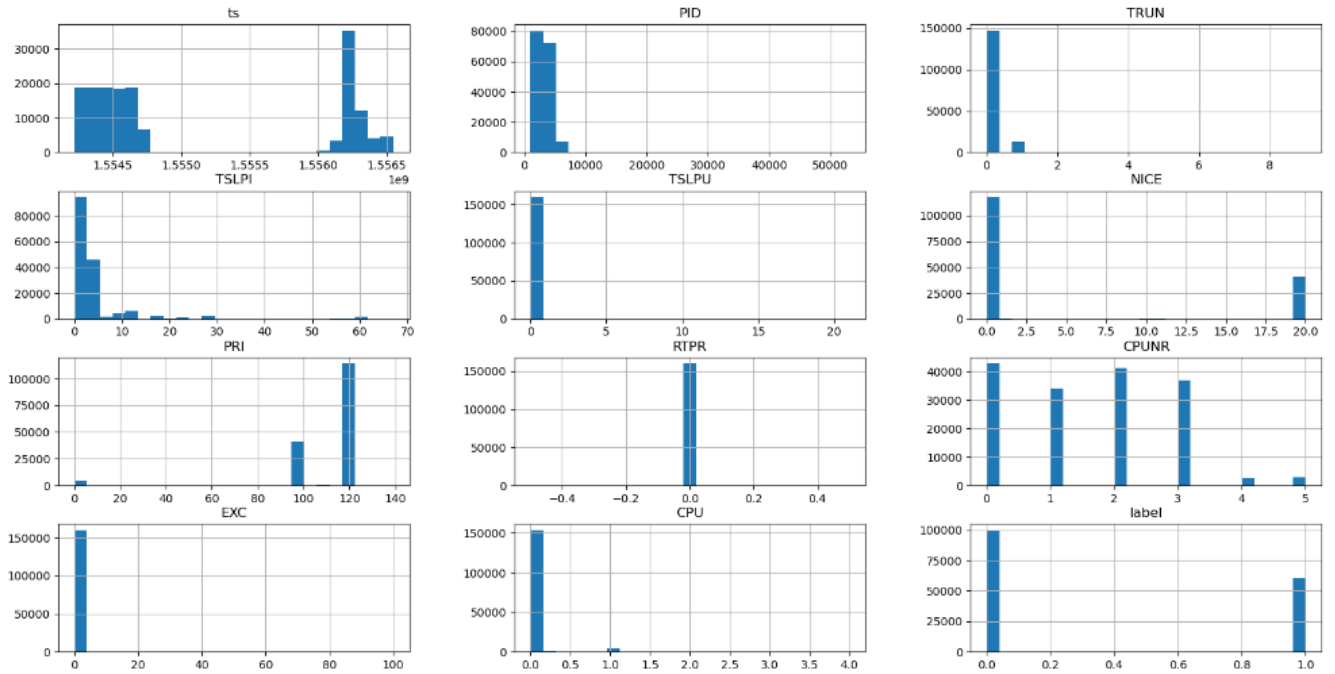 ts PID TRUN
30000 20000 10000 0
1.5545 1.5550 1.5555 1.5560 1.5565
1e9
80000 60000 40000 20000 0
0 10000 20000 30000 40000 50000
150000 100000 50000 0
0 2 4 6 8
TSLPI TSLPU NICE
80000 60000 40000 20000 0
0 10 20 30 40 50 60 70
150000 100000 50000 0
0 5 10 15 20
100000 75000 50000 25000 0
0.0 2.5 5.0 7.5 10.0 12.5 15.0 17.5 20.0
PRI RTPR CPUNR
100000 75000 50000 25000 0
0 20 40 60 80 100 120 140
150000 100000 50000 0
−0.4 −0.2 0.0 0.2 0.4
40000 30000 20000 10000 0
0 1 2 3 4 5
EXC CPU label
150000 100000 50000 0
0 20 40 60 80 100
150000 100000 50000 0
0.0 0.5 1.0 1.5 2.0 2.5 3.0 3.5 4.0
100000 75000 50000 25000 0
0.0 0.2 0.4 0.6 0.8 1.0